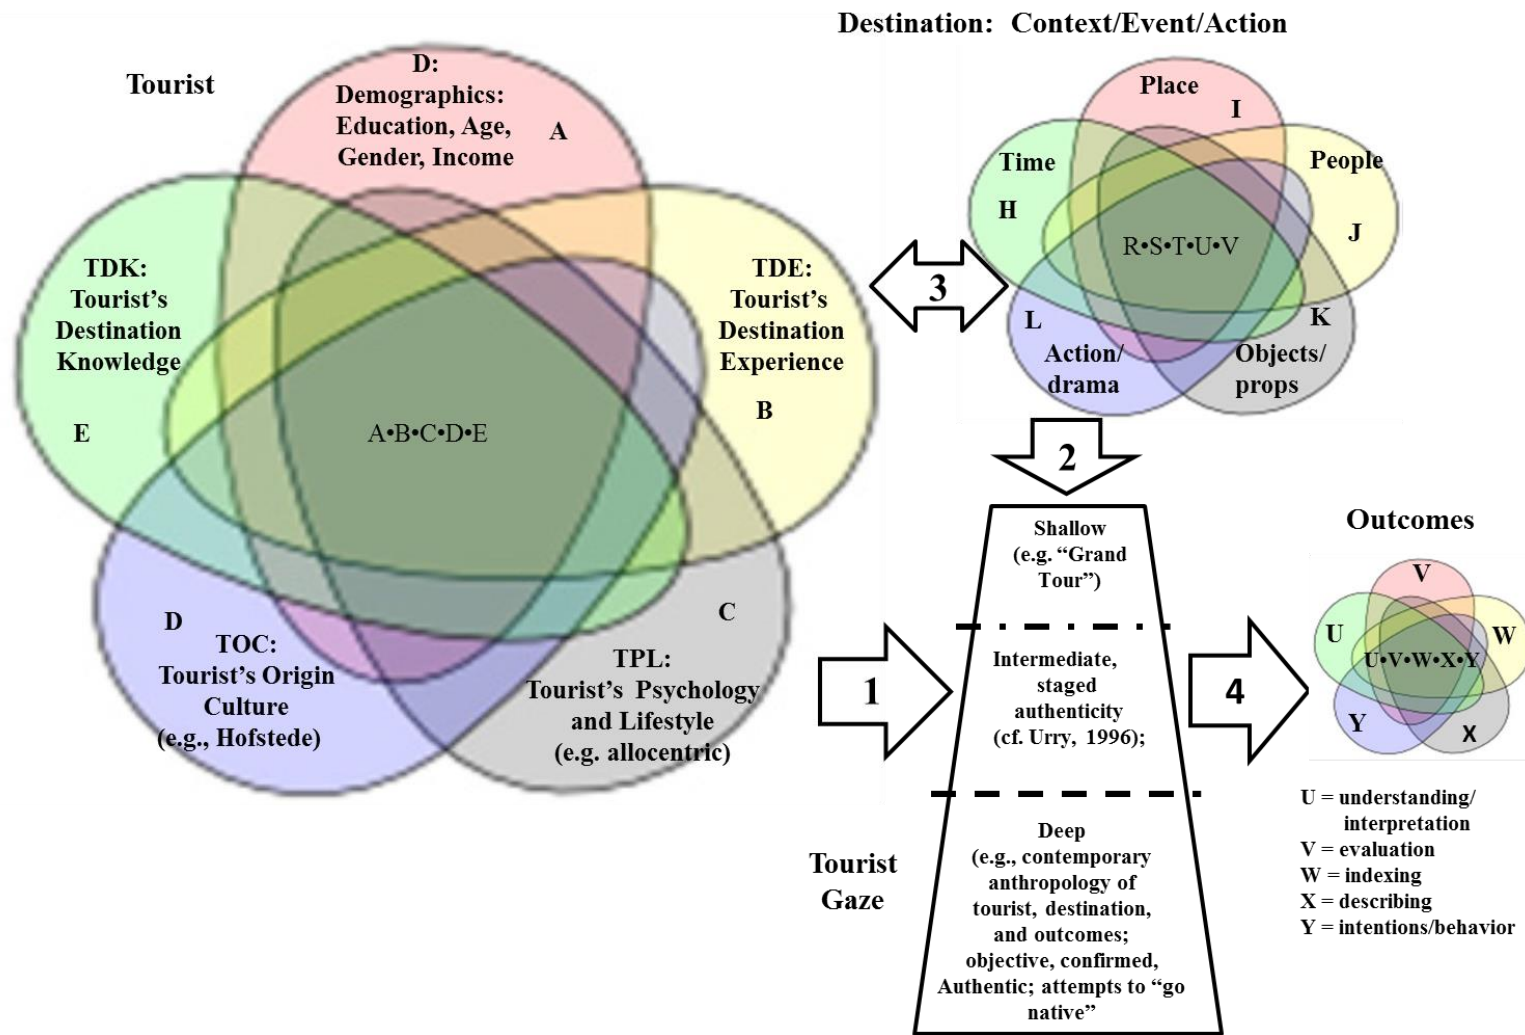 Destination:  Context/Event/Action
Tourist
D:
Demographics:
Education, Age,
Gender, Income
A
TDK:
Tourist’s
Destination
Knowledge
E
TDE:
Tourist’s
Destination
Experience
B
A•B•C•D•E
D
TOC:
Tourist’s Origin
Culture
(e.g., Hofstede)
C
TPL:
Tourist’s Psychology
and Lifestyle
(e.g. allocentric)
Place
I
Time
H
People
J
R•S•T•U•V
L
Action/
drama
K
Objects/
props
3
2
1
4
Shallow
(e.g. “Grand
Tour”)
Intermediate,
staged
authenticity
(cf. Urry, 1996);
Deep
(e.g., contemporary
anthropology of
tourist, destination,
and outcomes;
objective, confirmed,
Authentic; attempts to “go
native”
Tourist
Gaze
Outcomes
V
U
W
U•V•W•X•Y
Y
X
U = understanding/
interpretation
V = evaluation
W = indexing
X = describing
Y = intentions/behavior